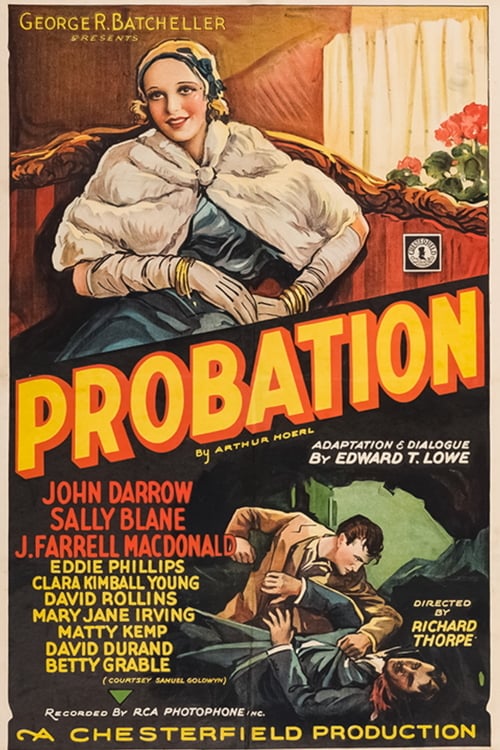 GEORGE R. BATCHELLER
PRESENTS
PROBATION
By ARTHUR HOERL
ADAPTATION & DIALOGUE
BY EDWARD T. LOWE
JOHN DARROW
SALLY BLANE
J. FARRELL MACDONALD
EDDIE PHILLIPS
CLARA KIMBALL YOUNG
DAVID ROLLINS
MARY JANE IRVING
MATTY KEMP
DAVID DURAND
BETTY GRABLE
(COURTSEY SAMUEL GOLDWYN)
DIRECTED
BY
RICHARD
THORPE
RECORDED BY RCA PHOTOPHONE INC.
A CHESTERFIELD PRODUCTION